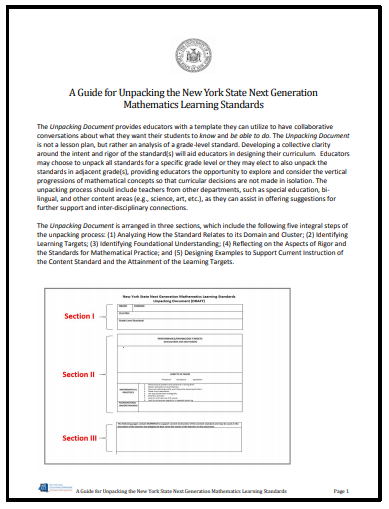 A Guide for Unpacking the New York State Next Generation
Mathematics Learning Standards
The Unpacking Document provides educators with a template they can utilize to have collaborative
conversations about what they want their students to know and be able to do. The Unpacking Document
is not a lesson plan, but rather an analysis of a grade-level standard. Developing a collective clarity
around the intent and rigor of the standard(s) will aid educators in designing their curriculum. Educators
may choose to unpack all standards for a specific grade level or they may elect to also unpack the
standards in adjacent grade(s), providing educators the opportunity to explore and consider the vertical
progressions of mathematical concepts so that curricular decisions are not made in isolation. The
unpacking process should include teachers from other departments, such as special education, bi-
lingual, and other content areas (e.g., science, art, etc.), as they can assist in offering suggestions for
further support and inter-disciplinary connections.
The Unpacking Document is arranged in three sections, which include the following five integral steps of
the unpacking process: (1) Analyzing How the Standard Relates to its Domain and Cluster; (2) Identifying
Learning Targets; (3) Identifying Foundational Understanding; (4) Reflecting on the Aspects of Rigor and
the Standards for Mathematical Practice; and (5) Designing Examples to Support Current Instruction of
the Content Standard and the Attainment of the Learning Targets.
New York State Next Generation Mathematics Learning Standards
Unpacking Document (DRAFT)
Section I
Section II
Section III
A Guide for Unpacking the New York State Next Generation Mathematics Learning Standards
Page 1